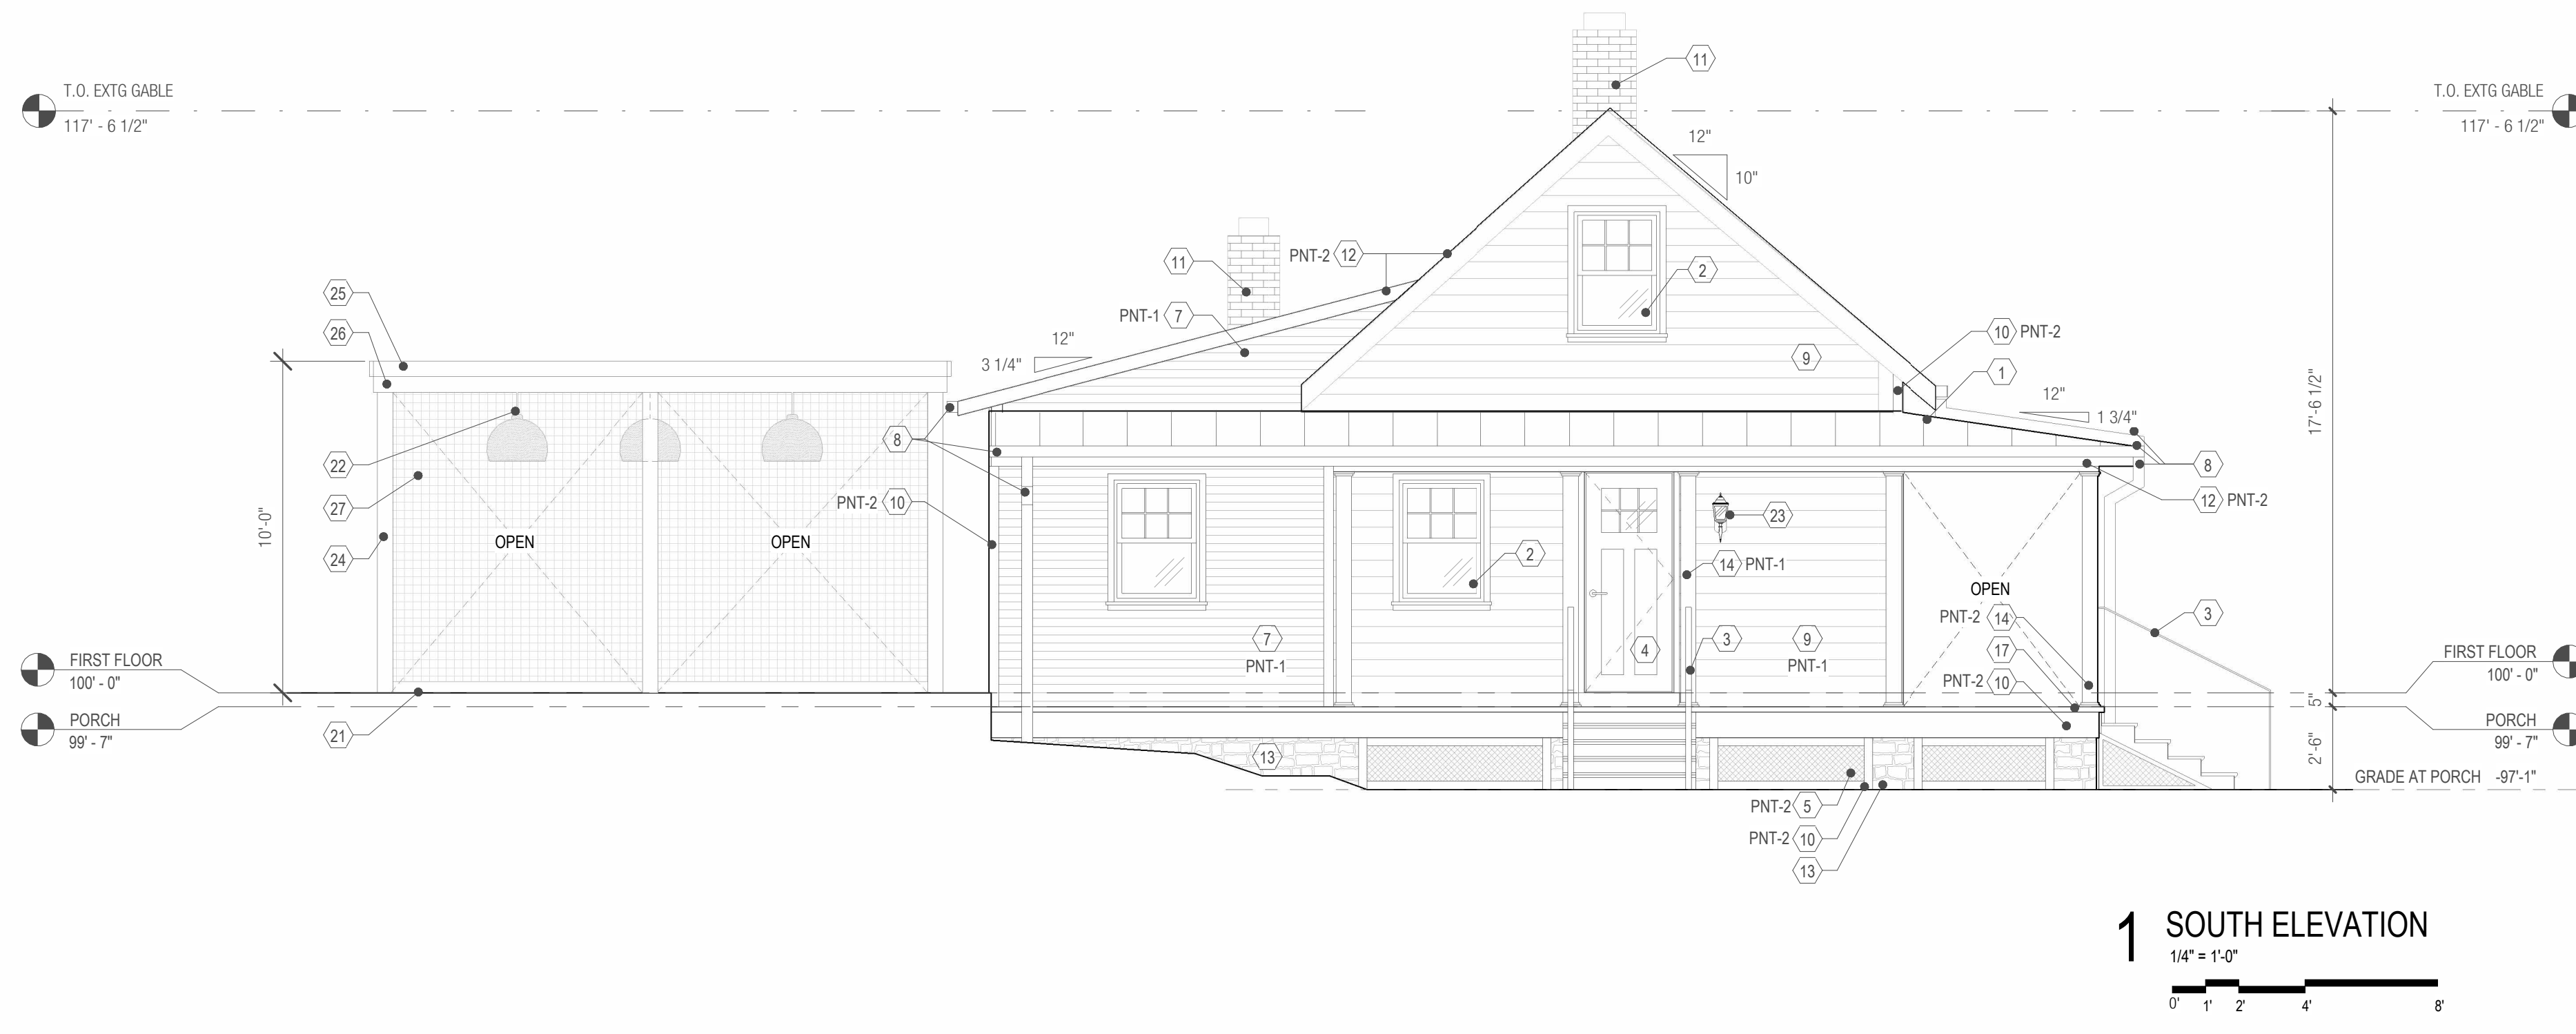 11
T.O. EXTG GABLE
117' - 6 1/2"
T.O. EXTG GABLE
117' - 6 1/2"
12"
10"
11
PNT-2 12
2
25
PNT-1 7
26
12"
3 1/4"
9
10 PNT-2
1
12"
1 3/4"
17'-6 1/2"
8
22
8
27
PNT-2 10
12 PNT-2
23
10'-0"
OPEN
OPEN
24
2
14 PNT-1
OPEN
PNT-2 14
3
7
PNT-1
4
3
9
PNT-1
17
PNT-2 10
FIRST FLOOR
100' - 0"
FIRST FLOOR
100' - 0"
5"
PORCH
99' - 7"
PORCH
99' - 7"
21
13
2'-6"
GRADE AT PORCH -97'-1"
PNT-2 5
PNT-2 10
13
1 SOUTH ELEVATION
1/4" = 1'-0"
0' 1' 2' 4' 8'